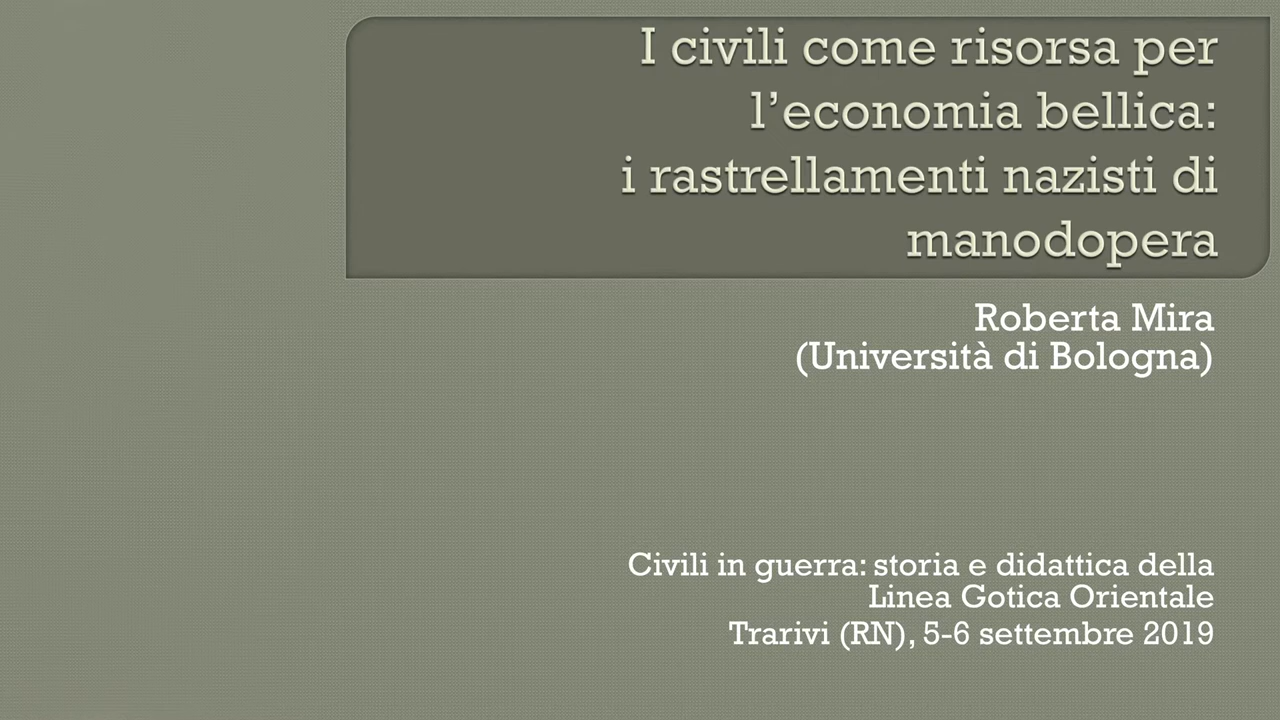 I civili come risorsa per
l’economia bellica:
i rastrellamenti nazisti di
manodopera
Roberta Mira
(Università di Bologna)
Civili in guerra: storia e didattica della
Linea Gotica Orientale
Trarivi (RN), 5-6 settembre 2019